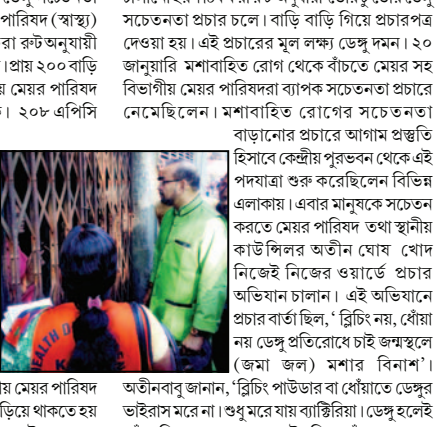 পারিষদ (স্বাস্থ্য)
রা রুটঅনুযায়ী
। প্রায় ২০০ বাড়ি
য় মেয়র পারিষদ
। ২০৮ এপিসি
য় মেয়র পারিষদ
ড়িয়ে থাকতে হয়
সচেতনতা প্রচার চলে। বাড়ি বাড়ি গিয়ে প্রচারপত্র
দেওয়া হয়। এই প্রচারের মূল লক্ষ্য ডেঙ্গু দমন। ২০
জানুয়ারি মশাবাহিত রোগ থেকে বাঁচতে মেয়র সহ
বিভাগীয় মেয়র পারিষদরা ব্যাপক সচেতনতা প্রচারে
নেমেছিলেন। মশাবাহিত রোগের সচেতনতা
বাড়ানোর প্রচারে আগাম প্রস্তুতি
হিসাবে কেন্দ্রীয় পুরভবন থেকে এই
পদযাত্রা শুরু করেছিলেন বিভিন্ন
এলাকায়। এবার মানুষকে সচেতন
করতে মেয়র পারিষদ তথা স্থানীয়
কাউন্সিলর অতীন ঘোষ খোদ
নিজেই নিজের ওয়ার্ডে প্রচার
অভিযান চালান। এই অভিযানে
প্রচার বার্তা ছিল, ' ব্লিচিং নয়, ধোঁয়া
নয় ডেঙ্গু প্রতিরোধে চাই জন্মস্থলে
(জমা জল) মশার বিনাশ'।
অতীনবাবু জানান, 'ব্লিচিং পাউডার বা ধোঁয়াতে ডেঙ্গুর
ভাইরাস মরে না। শুধু মরে যায় ব্যাক্টিরিয়া। ডেঙ্গু হলেই
HEALTH D